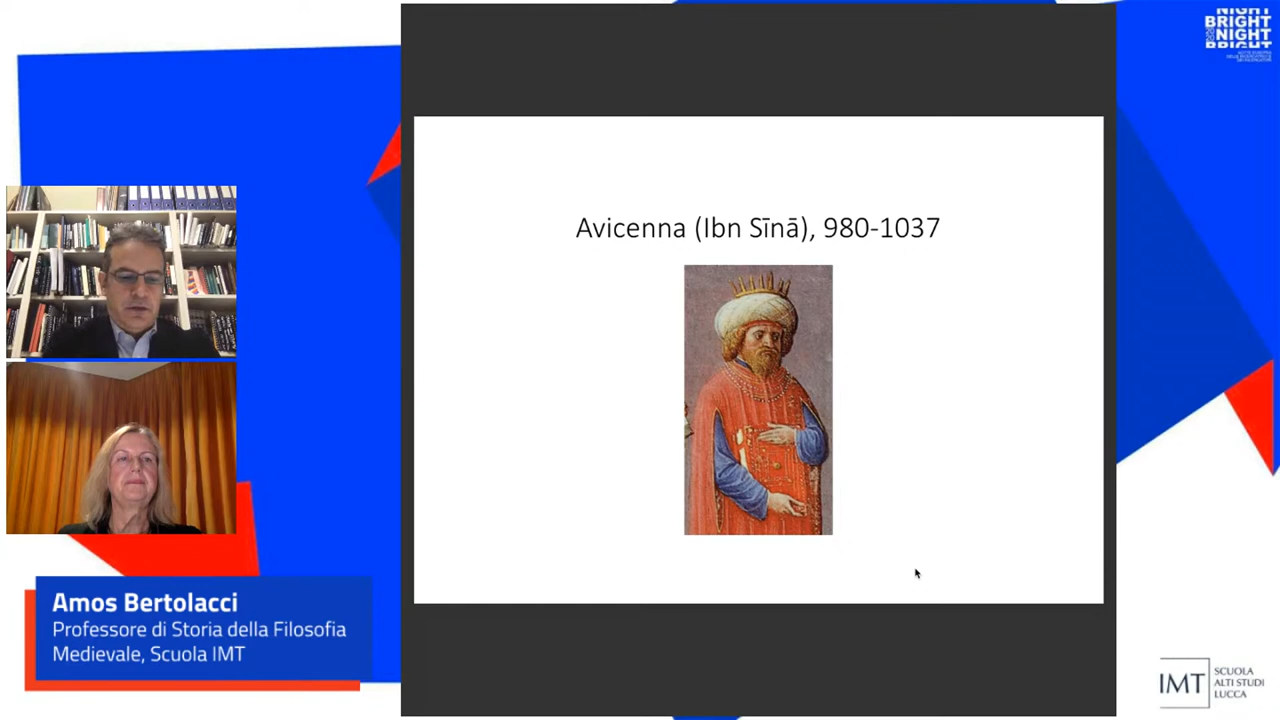 NIGHT
BRIGHT
NIGHT
BRIGHT
Avicenna (Ibn Sīnā), 980-1037
Amos Bertolacci
Professore di Storia della Filosofia
Medievale, Scuola IMT
IMT
SCUOLA
ALTI STUDI
LUCCA